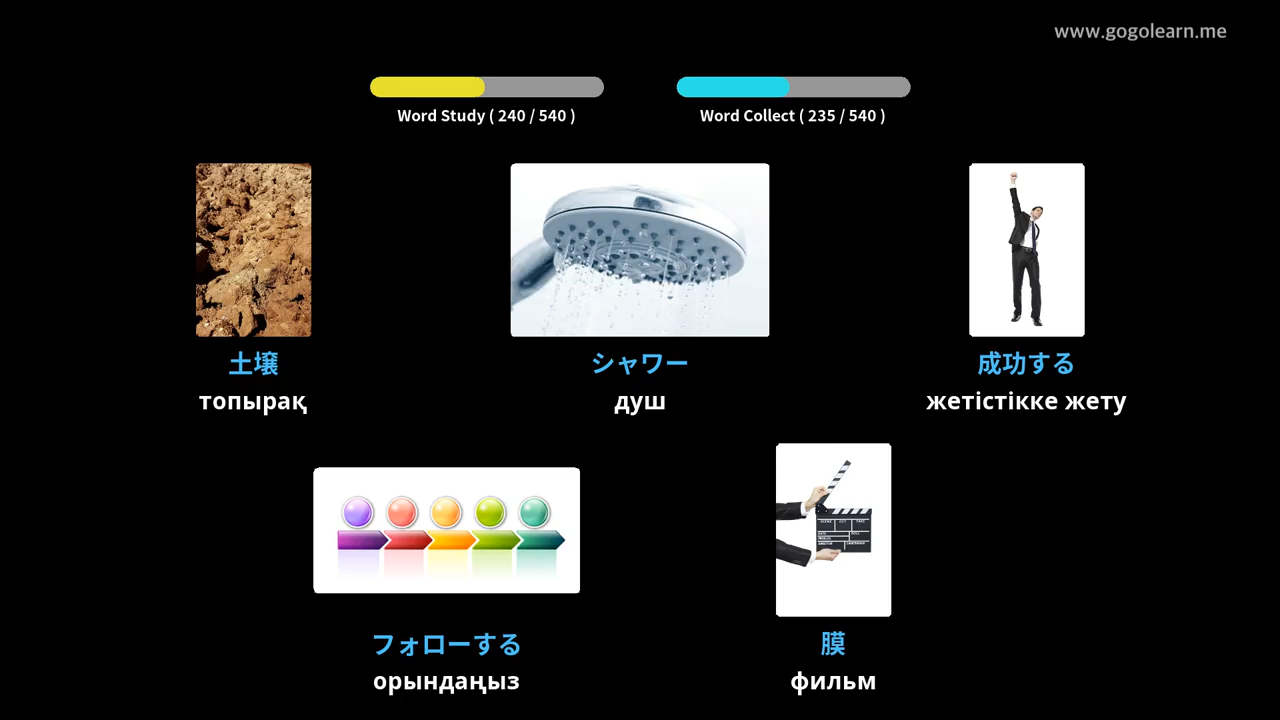 www.gogolearn.me
Word Study ( 240 / 540 )
Word Collect ( 235 / 540 )
土壌
シャワー
成功する
топырақ
душ
жетістікке жету
フォローする
膜
орындаңыз
фильм